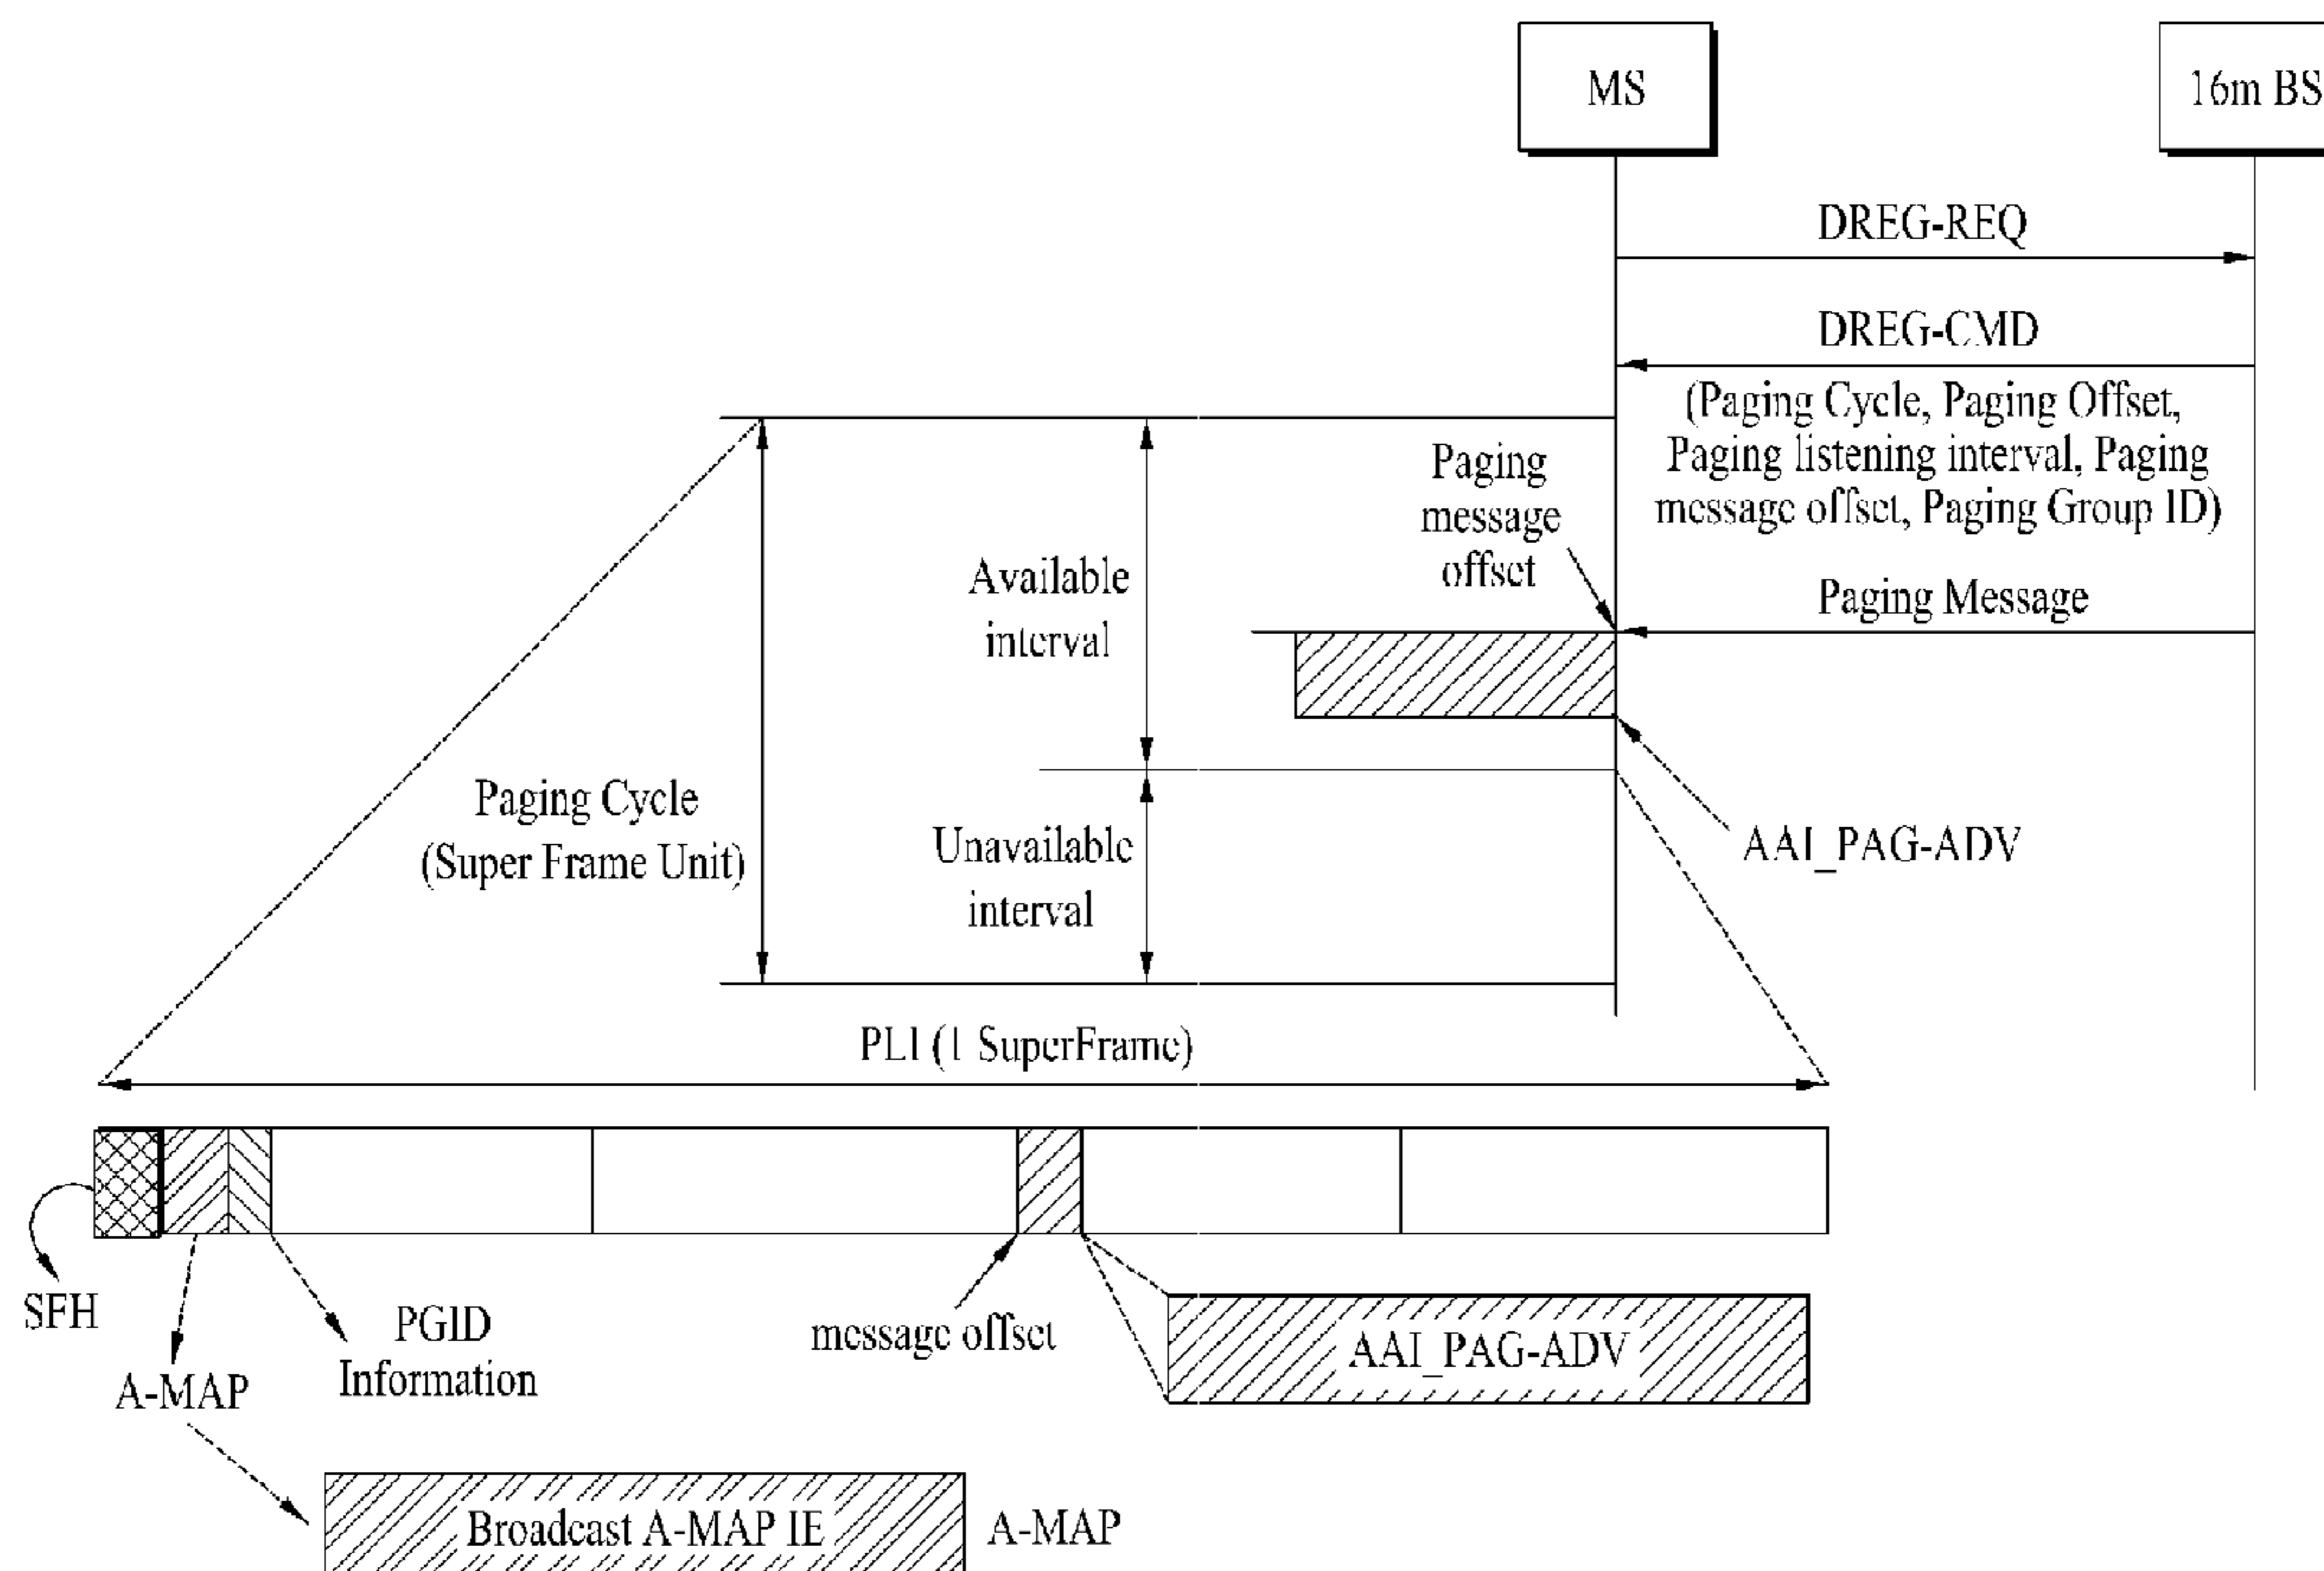 MS
16m BS
DREG-REQ
DREG-CMD
(Paging Cycle, Paging Offset,
Paging listening interval, Paging
message offset, Paging Group ID)
Paging
message
offset
Paging Message
Available
interval
Paging Cycle
(Super Frame Unit)
Unavailable
interval
AAI_PAG-ADV
PLI (1 SuperFrame)
SFH
PGID
Information
message offset
AAI_PAG-ADV
A-MAP
Broadcast A-MAP IE
A-MAP